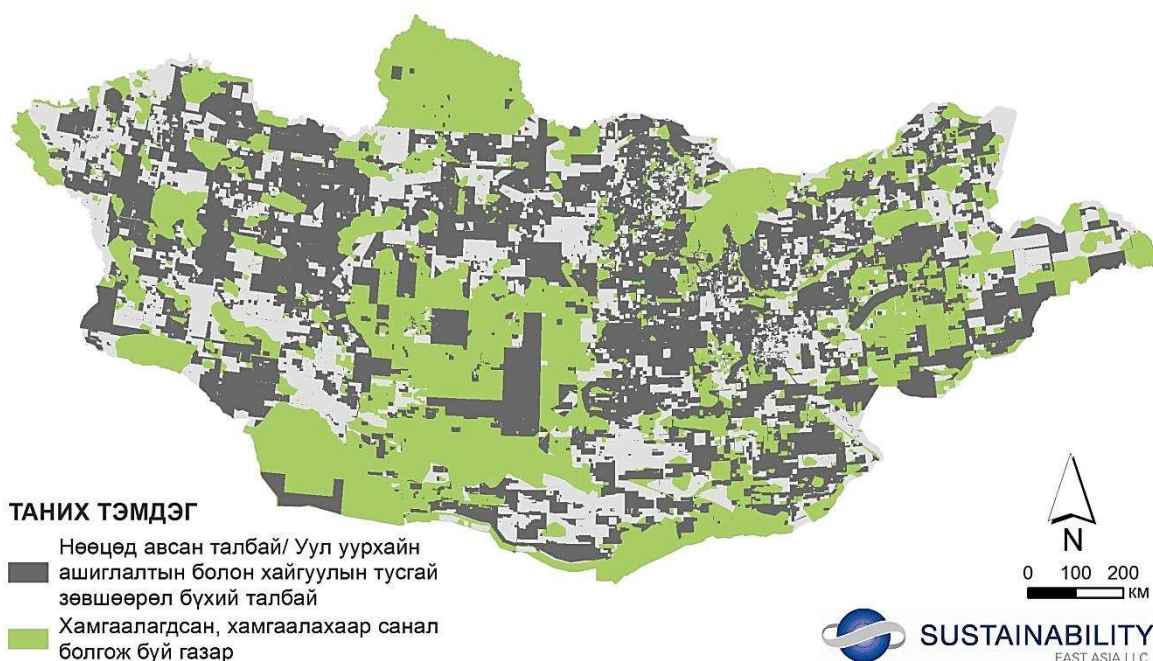 ТАНИХ ТЭМДЭГ
Нөөцөд авсан талбай/ Уул уурхайн
ашиглалтын болон хайгуулын тусгай
зөвшөөрөл бүхий талбай
Хамгаалагдсан, хамгаалахаар санал
болгож буй газар
N
0 100 200
КМ
SUSTAINABILITY
EAST ASIA LLC